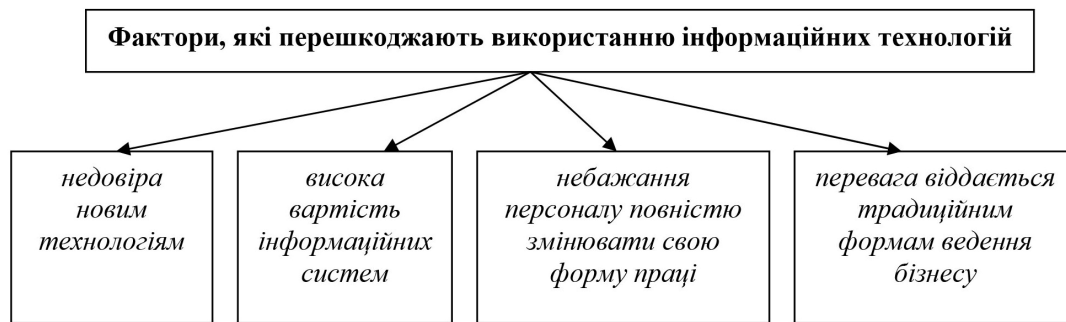 Фактори, які перешкоджають використанню інформаційних технологій
недовіра
новим
технологіям
висока
вартість
інформаційних
систем
небажання
персоналу повністю
змінювати свою
форму праці
перевага віддається
традиційним
формам ведення
бізнесу